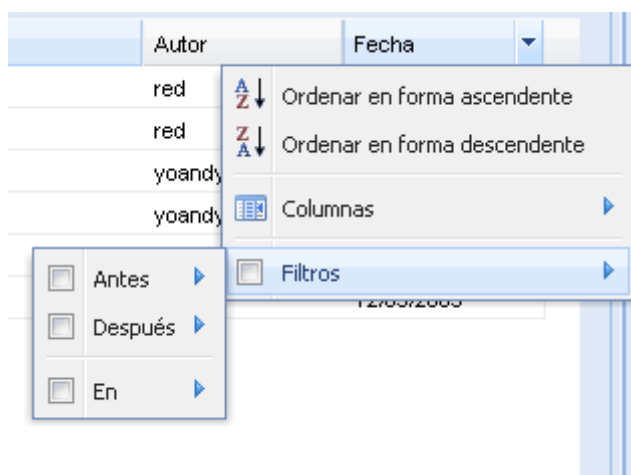 Autor Fecha
red
Ordenar en forma ascendente
red
Ordenar en forma descendente
yoandy
yoandy
Columnas
Filtros
Antes
Después
En